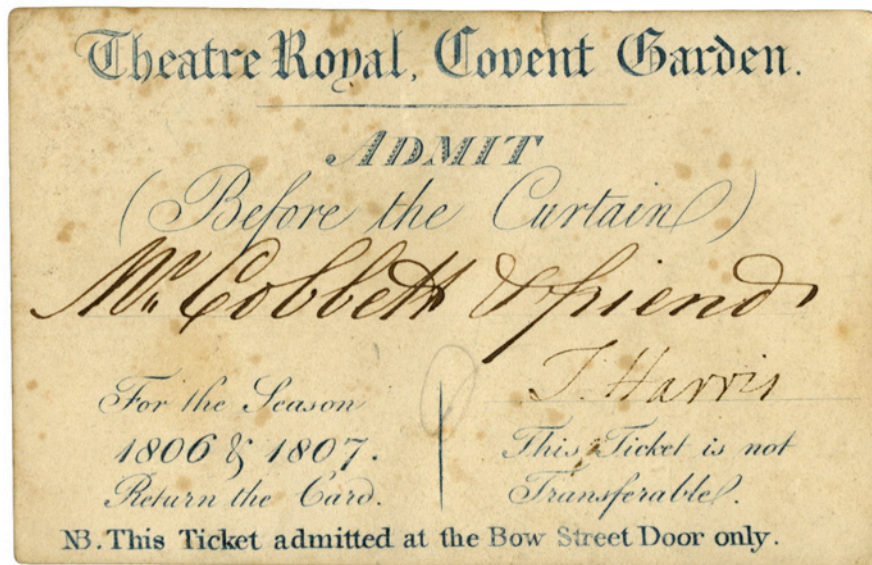 Theatre Royal, Covent Garden.
ADMIT
(Before the Curtain)
Mr. Cobbett & friend
T. Harris
For the Season
1806 & 1807.
Return the Card.
This Ticket is not
Transferable.
NB. This Ticket admitted at the Bow Street Door only.